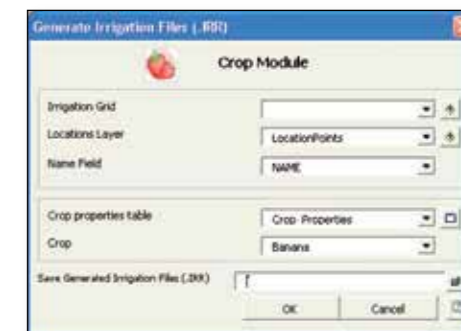 Generate Irrigation Files (.IRR)
Crop Module
Irrigation Grid
Locations Layer LocationPoints
Name Field NAME
Crop properties table Crop Properties
Crop Banana
Save Generated Irrigation Files (.IRR)
OK Cancel